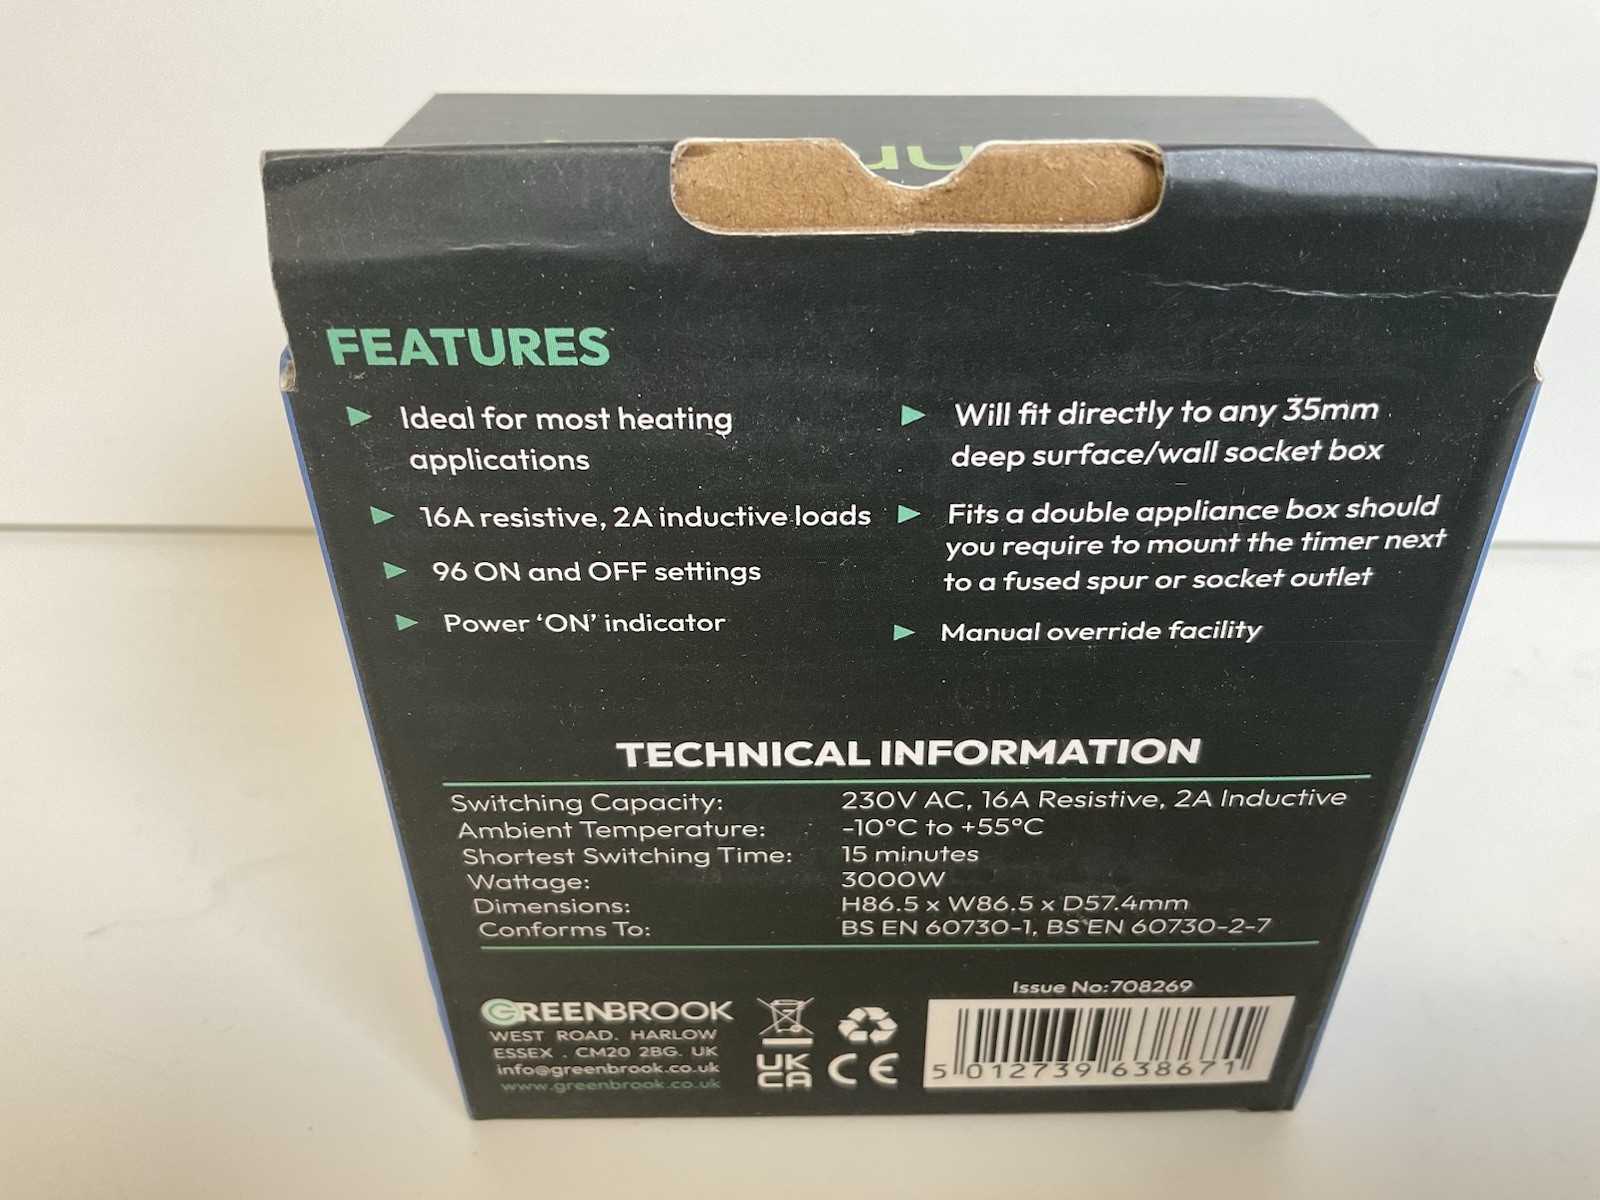 FEATURES
Ideal for most heating
applications
16A resistive, 2A inductive loads
96 ON and OFF settings
Power ‘ON’ indicator
Will fit directly to any 35mm
deep surface/wall socket box
Fits a double appliance box should
you require to mount the timer next
to a fused spur or socket outlet
Manual override facility
TECHNICAL INFORMATION
Switching Capacity: 230V AC, 16A Resistive, 2A Inductive
Ambient Temperature: -10°C to +55°C
Shortest Switching Time: 15 minutes
Wattage: 3000W
Dimensions: H86.5 x W86.5 x D57.4mm
Conforms To: BS EN 60730-1, BS EN 60730-2-7
GREENBROOK
WEST ROAD. HARLOW
ESSEX . CM20 2BG. UK
info@greenbrook.co.uk
www.greenbrook.co.uk
UK
CA
CE
Issue No:708269
5 012739 638671